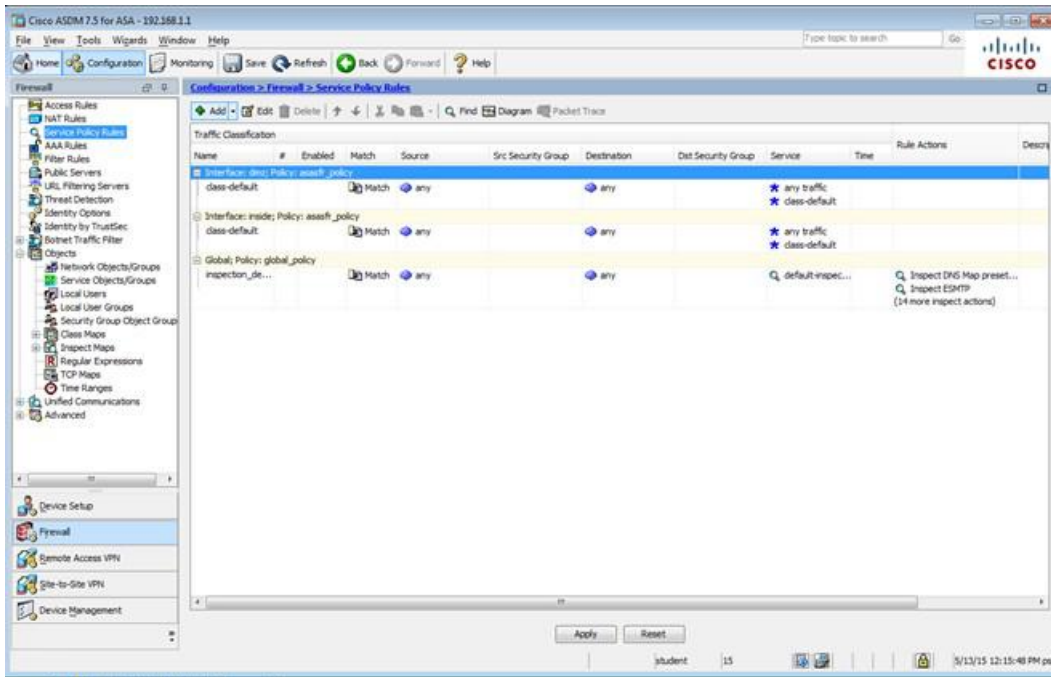 Cisco ASDM 7.5 for ASA - 192.168.1.1
File View Tools Wizards Window Help
Type topic to search Go
CISCO
Home Configuration Monitoring Save Refresh Back Forward Help
Firewall
Access Rules
NAT Rules
Service Policy Rules
AAA Rules
Filter Rules
Public Servers
URL Filtering Servers
Threat Detection
Identity Options
Identity by TrustSec
Botnet Traffic Filter
Objects
Network Objects/Groups
Service Objects/Groups
Local Users
Local User Groups
Security Group Object Group
Class Maps
Inspect Maps
Regular Expressions
TCP Maps
Time Ranges
Unified Communications
Advanced
Device Setup
Firewall
Remote Access VPN
Site-to-Site VPN
Device Management
Configuration > Firewall > Service Policy Rules
Add Edit Delete Find Diagram Packet Trace
Traffic Classification
Name # Enabled Match Source Src Security Group Destination Dst Security Group Service Time Rule Actions Descri
Interface: dmz; Policy: asasfr_policy
class-default Match any any any traffic
class-default
Interface: inside; Policy: asasfr_policy
class-default Match any any any traffic
class-default
Global; Policy: global_policy
inspection_de... Match any any default-inspec... Inspect DNS Map preset...
Inspect ESMTP
(14 more inspect actions)
Apply Reset
student 15 5/13/15 12:15:48 PM